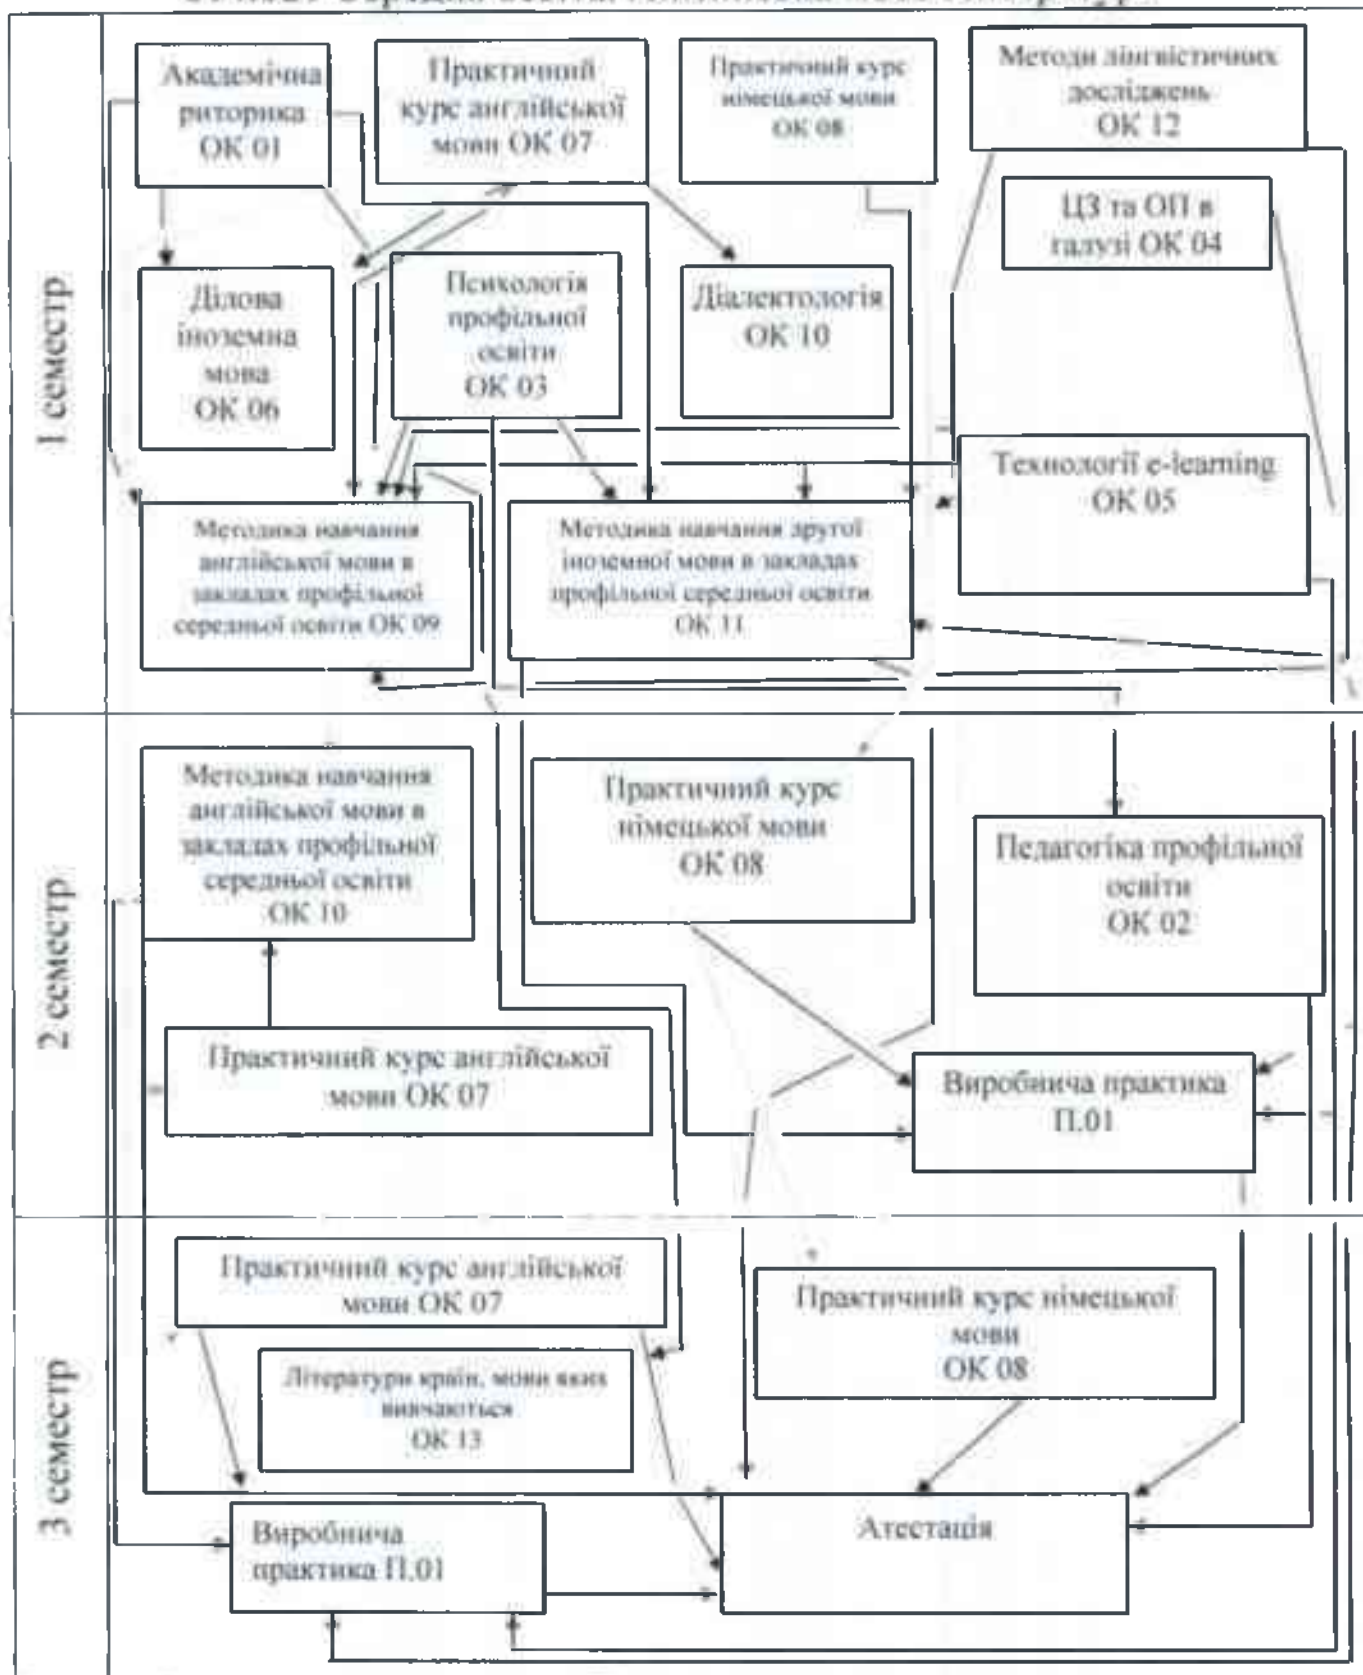 1 семестр
Академічна
риторика
ОК 01
Практичний
курс англійської
мови ОК 07
Практичний курс
німецької мови
ОК 08
Методи лінгвістичних
досліджень
ОК 12
ЦЗ та ОП в
галузі ОК 04
Ділова
іноземна
мова
ОК 06
Психологія
профільної
освіти
ОК 03
Діалектологія
ОК 10
Технології e-learning
ОК 05
Методика навчання
англійської мови в
закладах профільної
середньої освіти ОК 09
Методика навчання другої
іноземної мови в закладах
профільної середньої освіти
ОК 11
2 семестр
Методика навчання
англійської мови в
закладах профільної
середньої освіти
ОК 10
Практичний курс
німецької мови
ОК 08
Педагогіка профільної
освіти
ОК 02
Практичний курс англійської
мови ОК 07
Виробнича практика
П.01
3 семестр
Практичний курс англійської
мови ОК 07
Практичний курс німецької
мови
ОК 08
Літератури країн, мови яких
вивчаються
ОК 13
Виробнича
практика П.01
Атестація